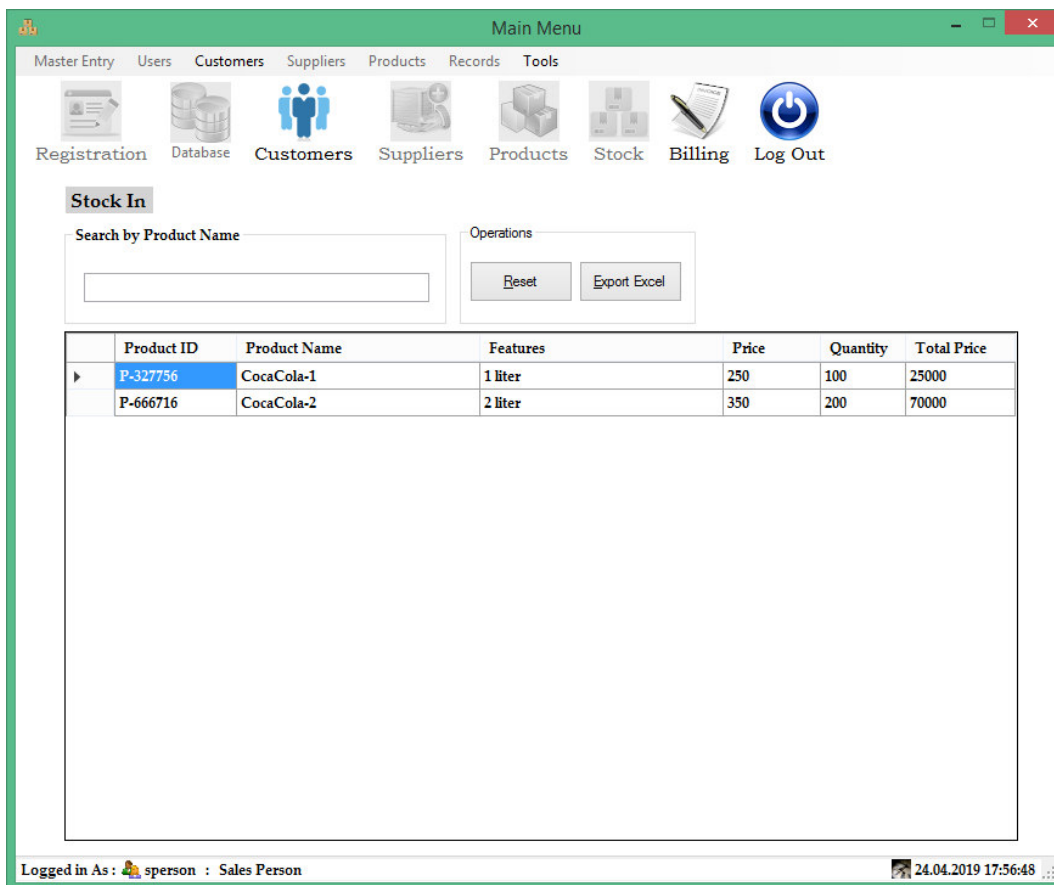 Main Menu
Master Entry Users Customers Suppliers Products Records Tools
INVOICE
Registration Database Customers Suppliers Products Stock Billing Log Out
Stock In
Search by Product Name
Operations
Reset Export Excel
Product ID Product Name Features Price Quantity Total Price
P-327756 CocaCola-1 1 liter 250 100 25000
P-666716 CocaCola-2 2 liter 350 200 70000
Logged in As : sperson : Sales Person 24.04.2019 17:56:48